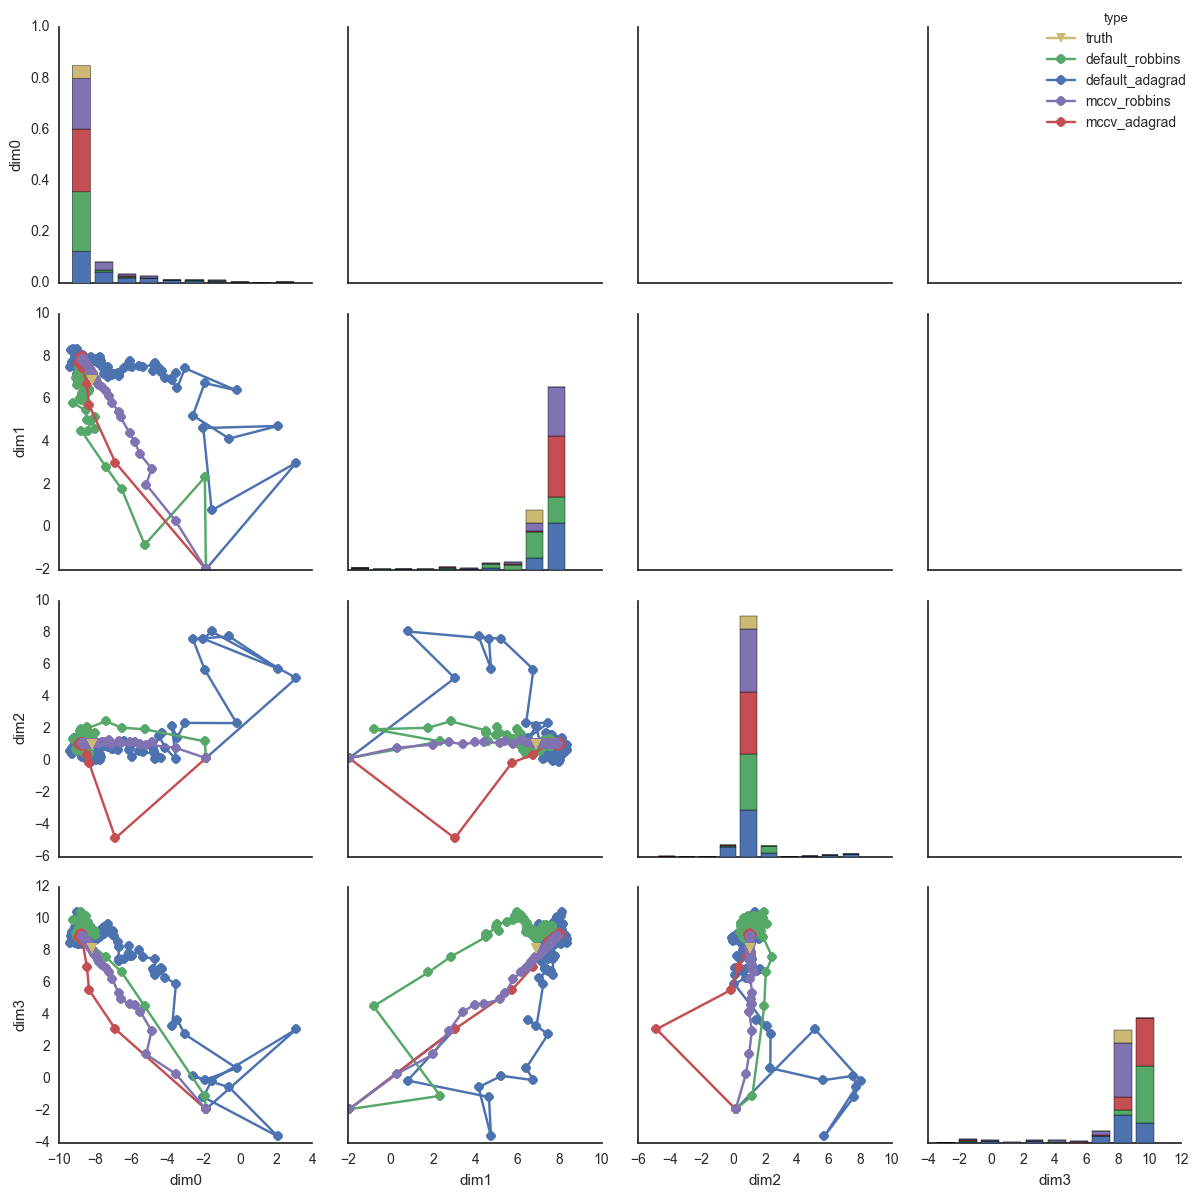 type
truth
default_robbins
default_adagrad
mccv_robbins
mccv_adagrad
1.0
0.8
0.6
0.4
0.2
0.0
dim0
10
8
6
4
2
0
−2
dim1
10
8
6
4
2
0
−2
−4
−6
dim2
12
10
8
6
4
2
0
−2
−4
dim3
−10 −8 −6 −4 −2 0 2 4
−2 0 2 4 6 8 10
−6 −4 −2 0 2 4 6 8 10
−4 −2 0 2 4 6 8 10 12
dim0
dim1
dim2
dim3